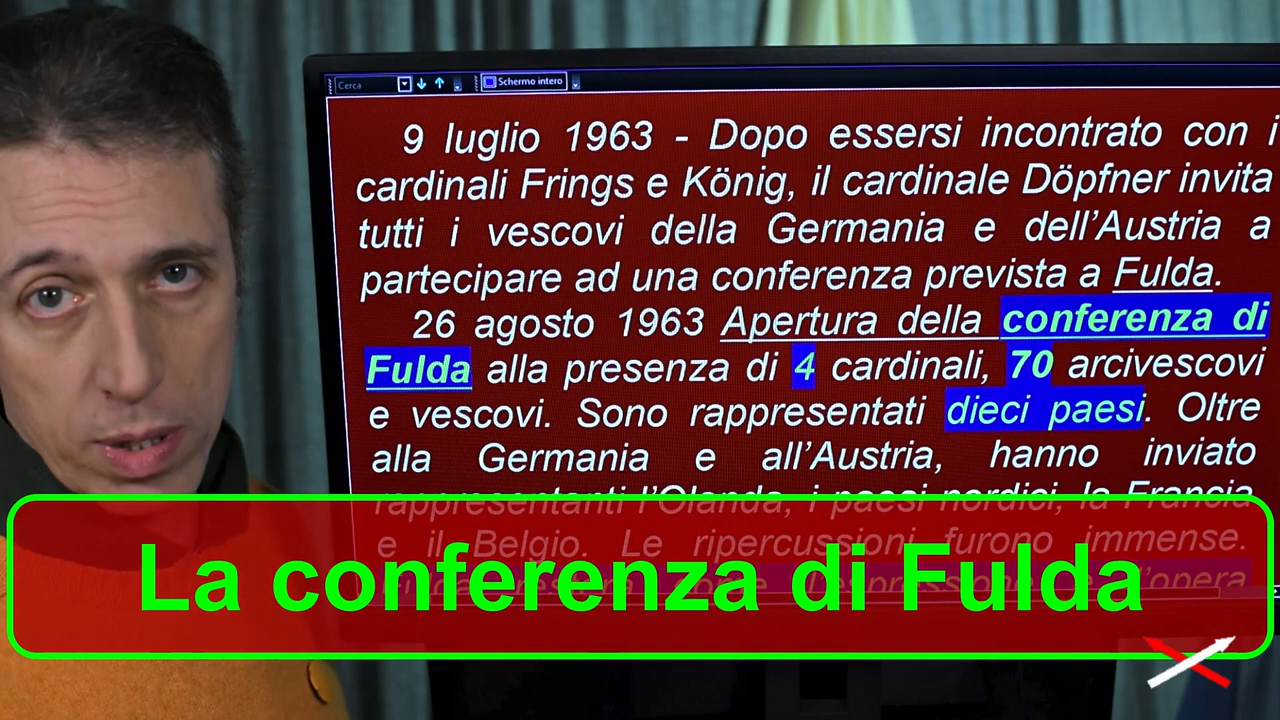 Cerca
Schermo intero
9 luglio 1963 - Dopo essersi incontrato con i
cardinali Frings e König, il cardinale Döpfner invita
tutti i vescovi della Germania e dell'Austria a
partecipare ad una conferenza prevista a Fulda.
26 agosto 1963 Apertura della conferenza di
Fulda alla presenza di 4 cardinali, 70 arcivescovi
e vescovi. Sono rappresentati dieci paesi. Oltre
alla Germania e all'Austria, hanno inviato
rappresentanti l'Olanda, i paesi nordici, la Francia
e il Belgio. Le ripercussioni furono immense.
l'espressione e l'opera
La conferenza di Fulda